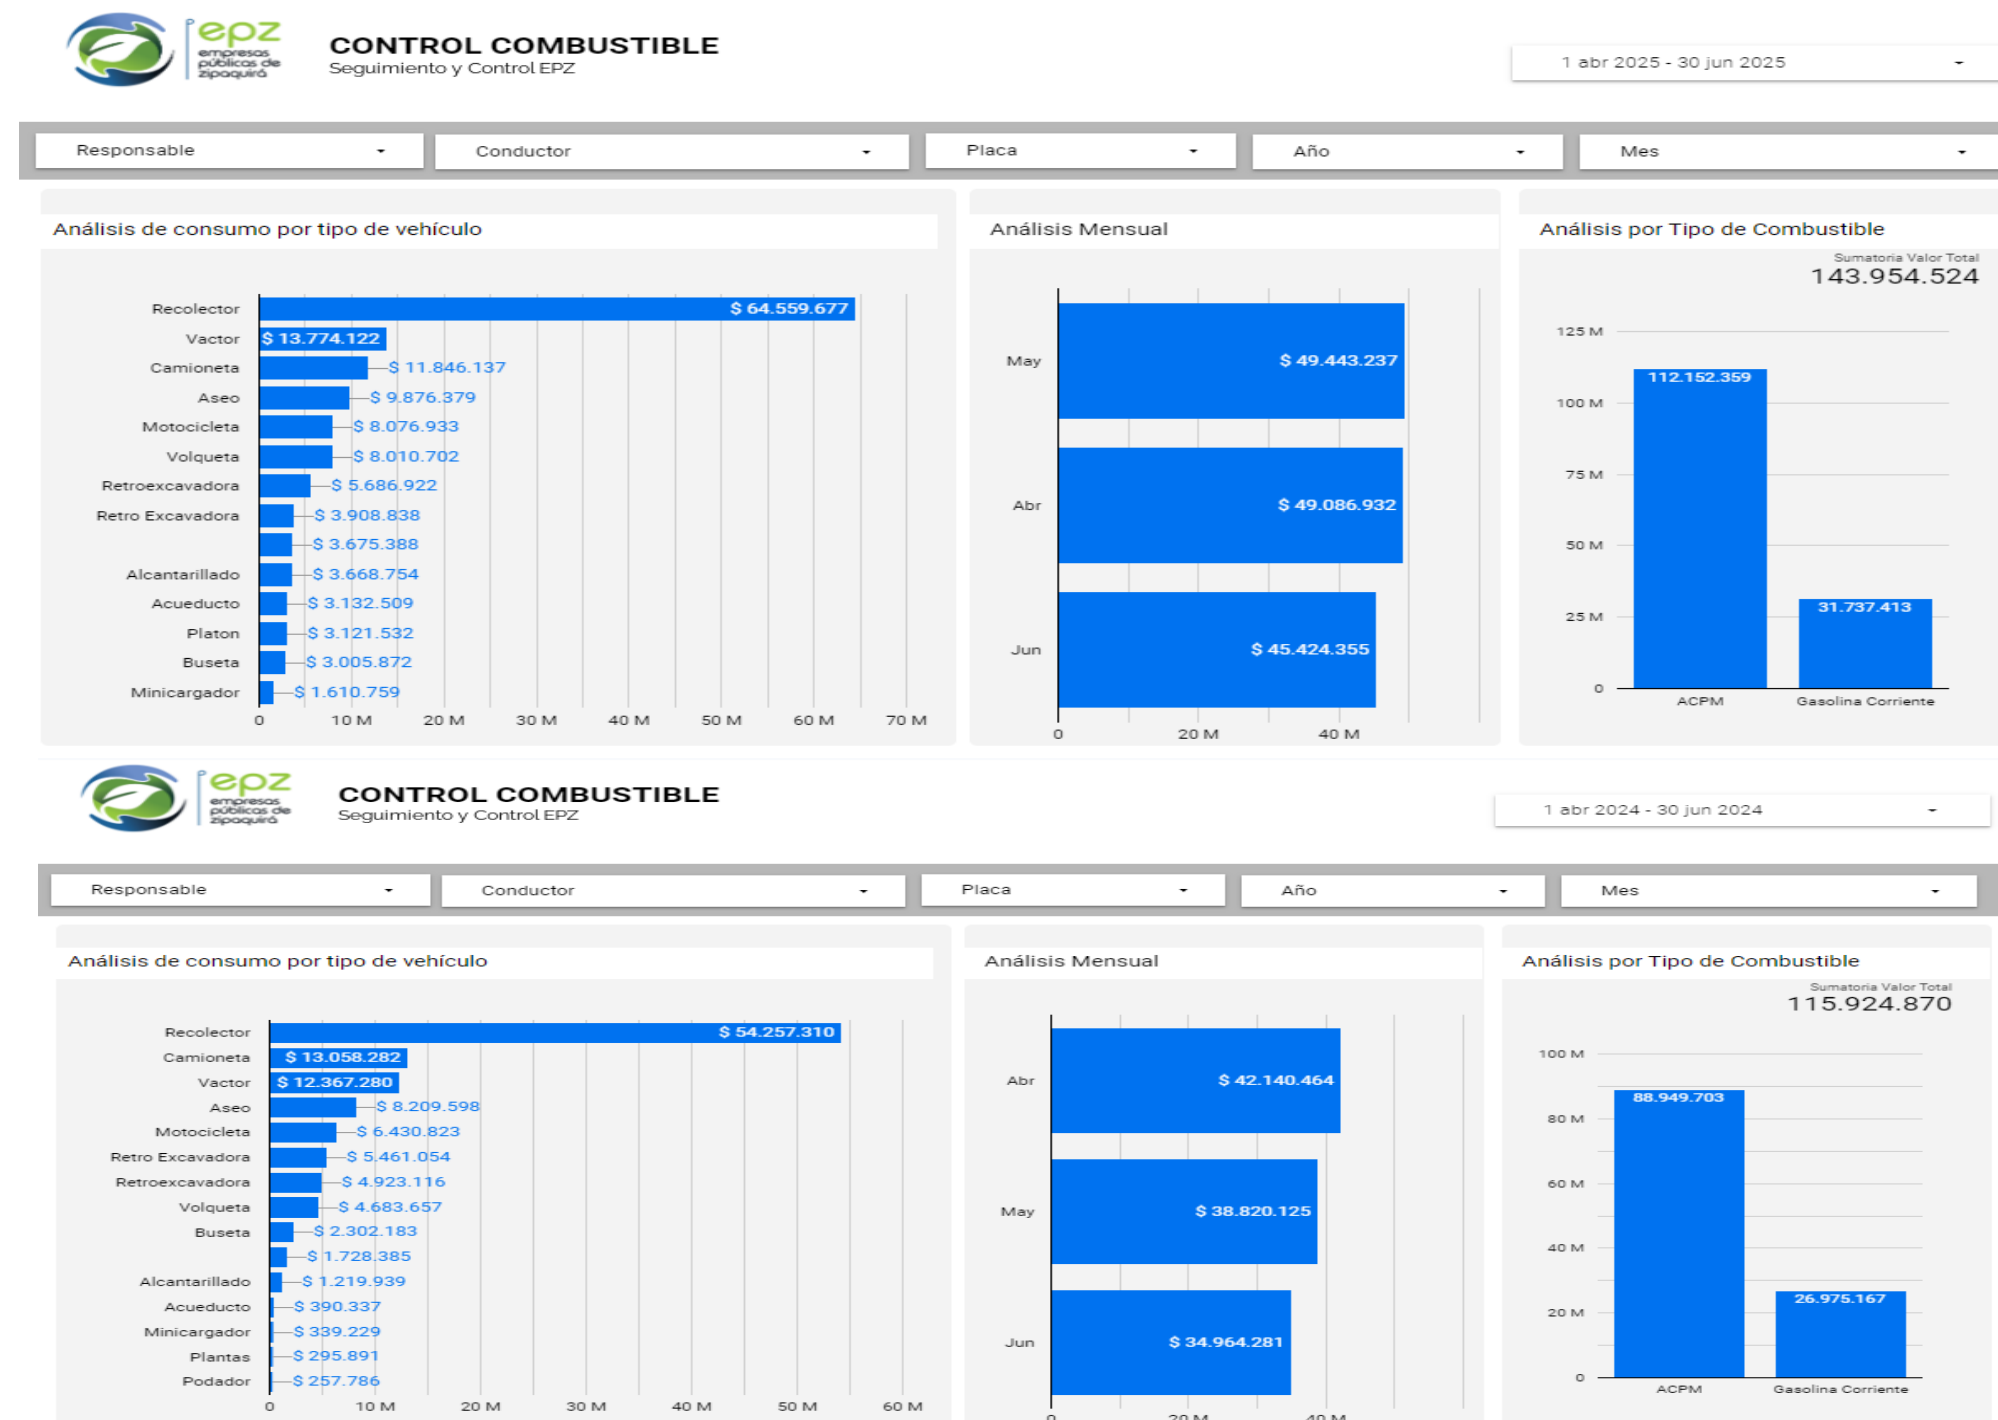 epz
empresas
públicas de
zipaquirá
CONTROL COMBUSTIBLE
Seguimiento y Control EPZ
1 abr 2025 - 30 jun 2025
Responsable
Conductor
Placa
Año
Mes
Análisis de consumo por tipo de vehículo
Recolector $ 64.559.677
Vactor $ 13.774.122
Camioneta $ 11.846.137
Aseo $ 9.876.379
Motocicleta $ 8.076.933
Volqueta $ 8.010.702
Retroexcavadora $ 5.686.922
Retro Excavadora $ 3.908.838
$ 3.675.388
Alcantarillado $ 3.668.754
Acueducto $ 3.132.509
Platon $ 3.121.532
Buseta $ 3.005.872
Minicargador $ 1.610.759
0 10 M 20 M 30 M 40 M 50 M 60 M 70 M
Análisis Mensual
May $ 49.443.237
Abr $ 49.086.932
Jun $ 45.424.355
0 20 M 40 M
Análisis por Tipo de Combustible
Sumatoria Valor Total
143.954.524
125 M
100 M
75 M
50 M
25 M
0
112.152.359
31.737.413
ACPM Gasolina Corriente
epz
empresas
públicas de
zipaquirá
CONTROL COMBUSTIBLE
Seguimiento y Control EPZ
1 abr 2024 - 30 jun 2024
Responsable
Conductor
Placa
Año
Mes
Análisis de consumo por tipo de vehículo
Recolector $ 54.257.310
Camioneta $ 13.058.282
Vactor $ 12.367.280
Aseo $ 8.209.598
Motocicleta $ 6.430.823
Retro Excavadora $ 5.461.054
Retroexcavadora $ 4.923.116
Volqueta $ 4.683.657
Buseta $ 2.302.183
$ 1.728.385
Alcantarillado $ 1.219.939
Acueducto $ 390.337
Minicargador $ 339.229
Plantas $ 295.891
Podador $ 257.786
0 10 M 20 M 30 M 40 M 50 M 60 M
Análisis Mensual
Abr $ 42.140.464
May $ 38.820.125
Jun $ 34.964.281
0 20 M 40 M
Análisis por Tipo de Combustible
Sumatoria Valor Total
115.924.870
100 M
80 M
60 M
40 M
20 M
0
88.949.703
26.975.167
ACPM Gasolina Corriente